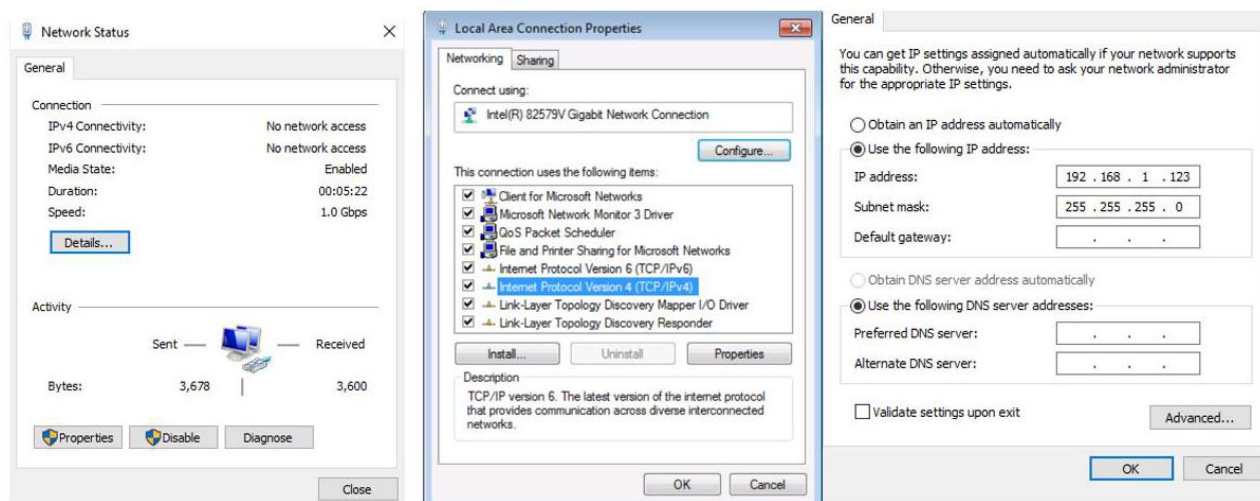 Network Status
General
Connection
IPv4 Connectivity: No network access
IPv6 Connectivity: No network access
Media State: Enabled
Duration: 00:05:22
Speed: 1.0 Gbps
Details...
Activity
Sent Received
Bytes: 3,678 3,600
Properties Disable Diagnose
Close
Local Area Connection Properties
Networking Sharing
Connect using:
Intel(R) 82579V Gigabit Network Connection
Configure...
This connection uses the following items:
Client for Microsoft Networks
Microsoft Network Monitor 3 Driver
QoS Packet Scheduler
File and Printer Sharing for Microsoft Networks
Internet Protocol Version 6 (TCP/IPv6)
Internet Protocol Version 4 (TCP/IPv4)
Link-Layer Topology Discovery Mapper I/O Driver
Link-Layer Topology Discovery Responder
Install... Uninstall Properties
Description
TCP/IP version 6. The latest version of the internet protocol
that provides communication across diverse interconnected
networks.
OK Cancel
General
You can get IP settings assigned automatically if your network supports
this capability. Otherwise, you need to ask your network administrator
for the appropriate IP settings.
Obtain an IP address automatically
Use the following IP address:
IP address: 192 . 168 . 1 . 123
Subnet mask: 255 . 255 . 255 . 0
Default gateway: . . .
Obtain DNS server address automatically
Use the following DNS server addresses:
Preferred DNS server: . . .
Alternate DNS server: . . .
Validate settings upon exit
Advanced...
OK Cancel